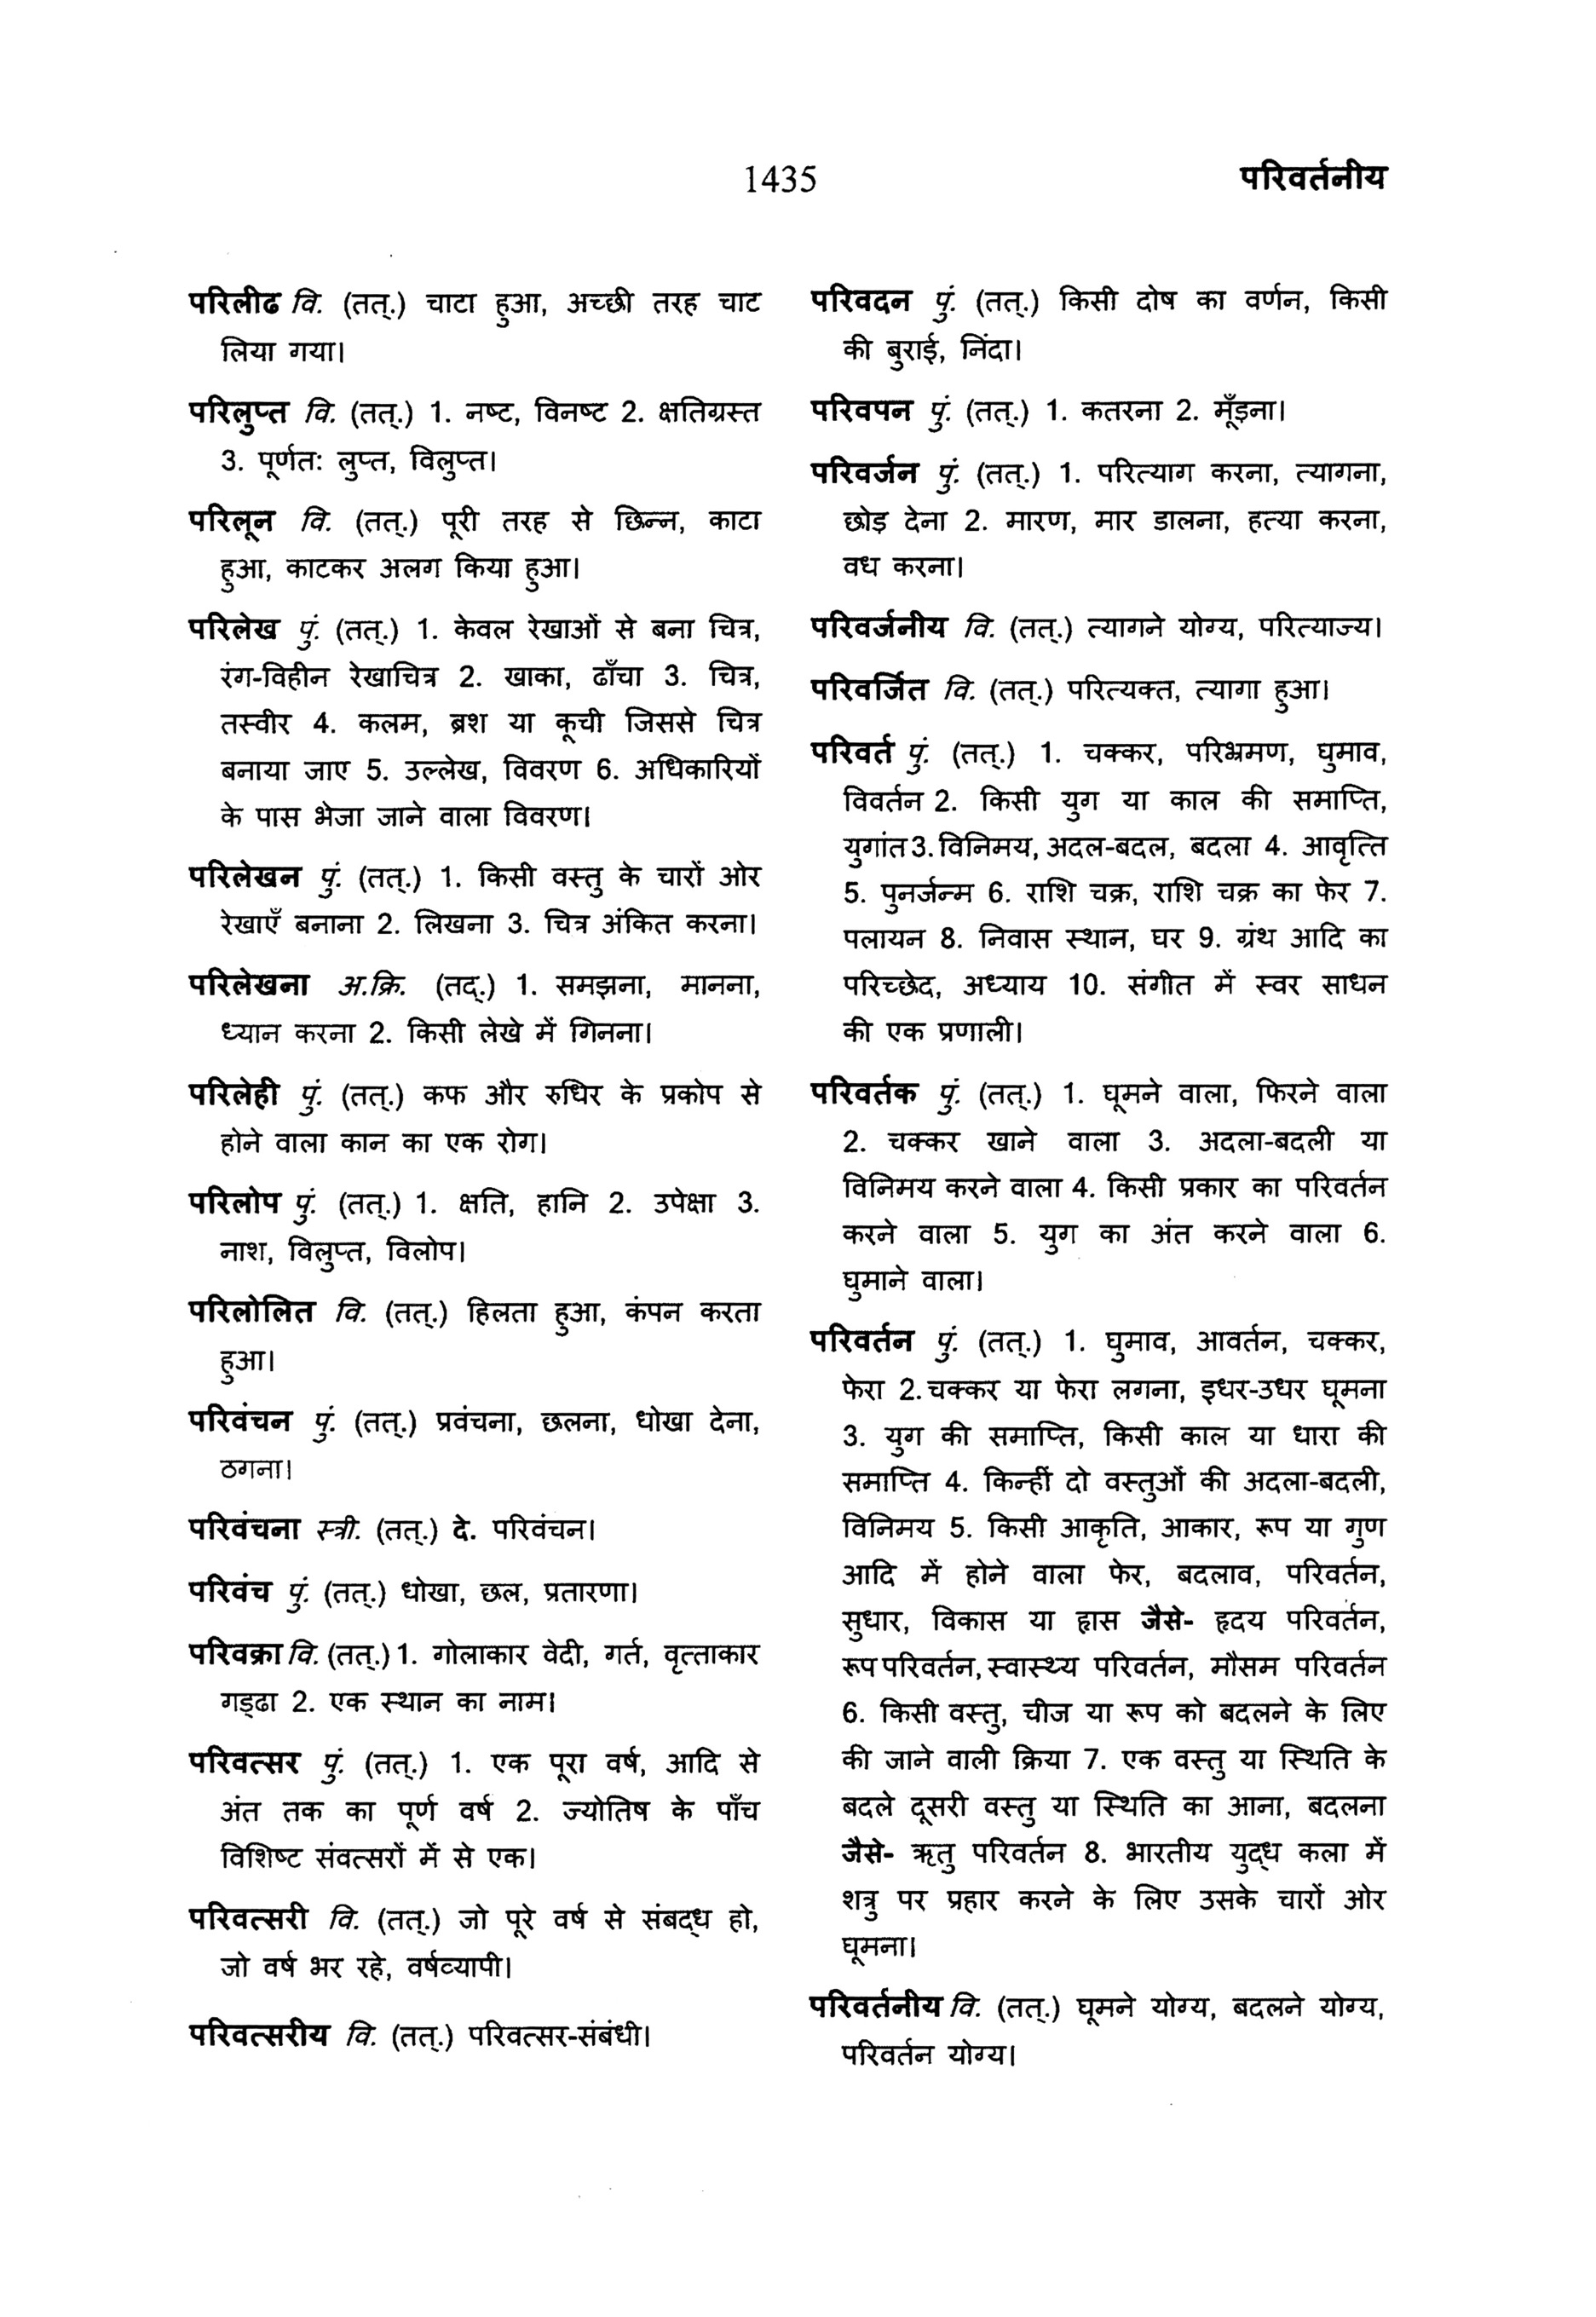 1435
परिवर्तनीय
परिलीढ वि. (तत्.) चाटा हुआ, अच्छी तरह चाट
लिया गया।
परिलुप्त वि. (तत्.) 1. नष्ट, विनष्ट 2. क्षतिग्रस्त
3. पूर्णत: लुप्त, विलुप्त।
परिलून वि. (तत्.) पूरी तरह से छिन्न, काटा
हुआ, काटकर अलग किया हुआ।
परिलेख पुं. (तत्.) 1. केवल रेखाओं से बना चित्र,
रंग-विहीन रेखाचित्र 2. खाका, ढाँचा 3. चित्र,
तस्वीर 4. कलम, ब्रश या कूची जिससे चित्र
बनाया जाए 5. उल्लेख, विवरण 6. अधिकारियों
के पास भेजा जाने वाला विवरण।
परिलेखन पुं. (तत्.) 1. किसी वस्तु के चारों ओर
रेखाएँ बनाना 2. लिखना 3. चित्र अंकित करना।
परिलेखना अ.क्रि. (तद्.) 1. समझना, मानना,
ध्यान करना 2. किसी लेखे में गिनना।
परिलेही पुं. (तत्.) कफ और रुधिर के प्रकोप से
होने वाला कान का एक रोग।
परिलोप पुं. (तत्.) 1. क्षति, हानि 2. उपेक्षा 3.
नाश, विलुप्त, विलोप।
परिलोलित वि. (तत्.) हिलता हुआ, कंपन करता
हुआ।
परिवंचन पुं. (तत्.) प्रवंचना, छलना, धोखा देना,
ठगना।
परिवंचना स्त्री. (तत्.) दे. परिवंचन।
परिवंच पुं. (तत्.) धोखा, छल, प्रतारणा।
परिवक्रा वि. (तत्.) 1. गोलाकार वेदी, गर्त, वृत्ताकार
गड्ढा 2. एक स्थान का नाम।
परिवत्सर पुं. (तत्.) 1. एक पूरा वर्ष, आदि से
अंत तक का पूर्ण वर्ष 2. ज्योतिष के पाँच
विशिष्ट संवत्सरों में से एक।
परिवत्सरी वि. (तत्.) जो पूरे वर्ष से संबद्ध हो,
जो वर्ष भर रहे, वर्षव्यापी।
परिवत्सरीय वि. (तत्.) परिवत्सर-संबंधी।
परिवदन पुं. (तत्.) किसी दोष का वर्णन, किसी
की बुराई, निंदा।
परिवपन पुं. (तत्.) 1. कतरना 2. मूँड़ना।
परिवर्जन पुं. (तत्.) 1. परित्याग करना, त्यागना,
छोड़ देना 2. मारण, मार डालना, हत्या करना,
वध करना।
परिवर्जनीय वि. (तत्.) त्यागने योग्य, परित्याज्य।
परिवर्जित वि. (तत्.) परित्यक्त, त्यागा हुआ।
परिवर्त पुं. (तत्.) 1. चक्कर, परिभ्रमण, घुमाव,
विवर्तन 2. किसी युग या काल की समाप्ति,
युगांत 3. विनिमय, अदल-बदल, बदला 4. आवृत्ति
5. पुनर्जन्म 6. राशि चक्र, राशि चक्र का फेर 7.
पलायन 8. निवास स्थान, घर 9. ग्रंथ आदि का
परिच्छेद, अध्याय 10. संगीत में स्वर साधन
की एक प्रणाली।
परिवर्तक पुं. (तत्.) 1. घूमने वाला, फिरने वाला
2. चक्कर खाने वाला 3. अदला-बदली या
विनिमय करने वाला 4. किसी प्रकार का परिवर्तन
करने वाला 5. युग का अंत करने वाला 6.
घुमाने वाला।
परिवर्तन पुं. (तत्.) 1. घुमाव, आवर्तन, चक्कर,
फेरा 2. चक्कर या फेरा लगना, इधर-उधर घूमना
3. युग की समाप्ति, किसी काल या धारा की
समाप्ति 4. किन्हीं दो वस्तुओं की अदला-बदली,
विनिमय 5. किसी आकृति, आकार, रूप या गुण
आदि में होने वाला फेर, बदलाव, परिवर्तन,
सुधार, विकास या ह्रास जैसे- हृदय परिवर्तन,
रूप परिवर्तन, स्वास्थ्य परिवर्तन, मौसम परिवर्तन
6. किसी वस्तु, चीज या रूप को बदलने के लिए
की जाने वाली क्रिया 7. एक वस्तु या स्थिति के
बदले दूसरी वस्तु या स्थिति का आना, बदलना
जैसे- ऋतु परिवर्तन 8. भारतीय युद्ध कला में
शत्रु पर प्रहार करने के लिए उसके चारों ओर
घूमना।
परिवर्तनीय वि. (तत्.) घूमने योग्य, बदलने योग्य,
परिवर्तन योग्य।